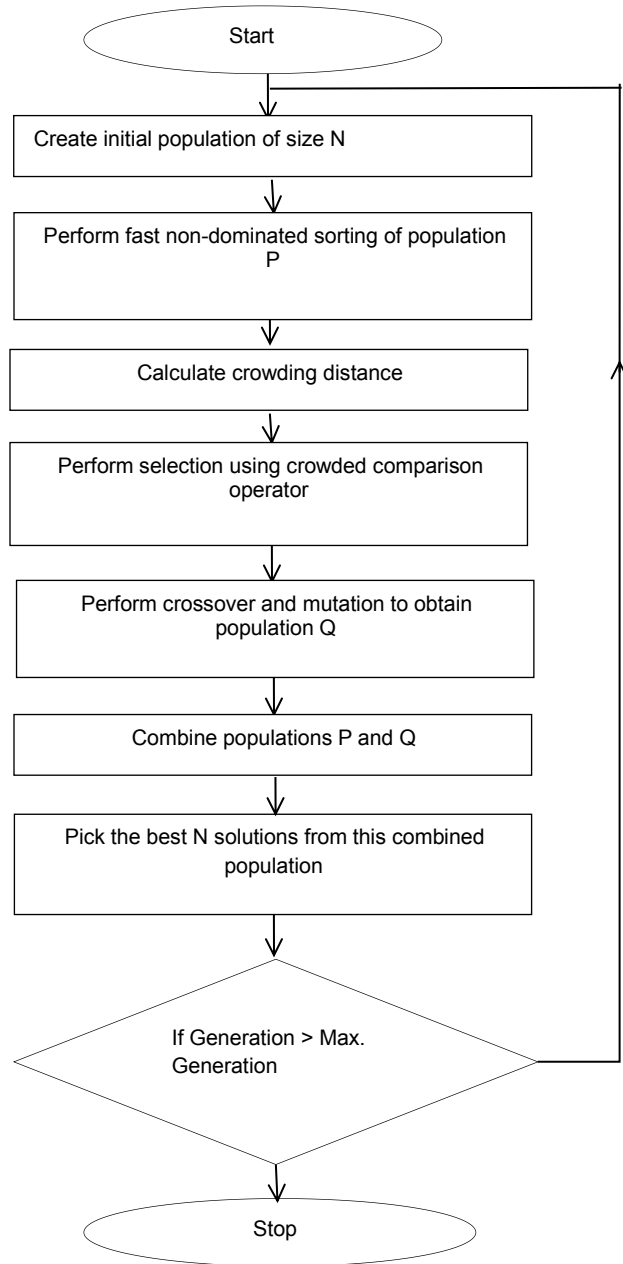 Start
Create initial population of size N
Perform fast non-dominated sorting of population
P
Calculate crowding distance
Perform selection using crowded comparison
operator
Perform crossover and mutation to obtain
population Q
Combine populations P and Q
Pick the best N solutions from this combined
population
If Generation > Max.
Generation
Stop